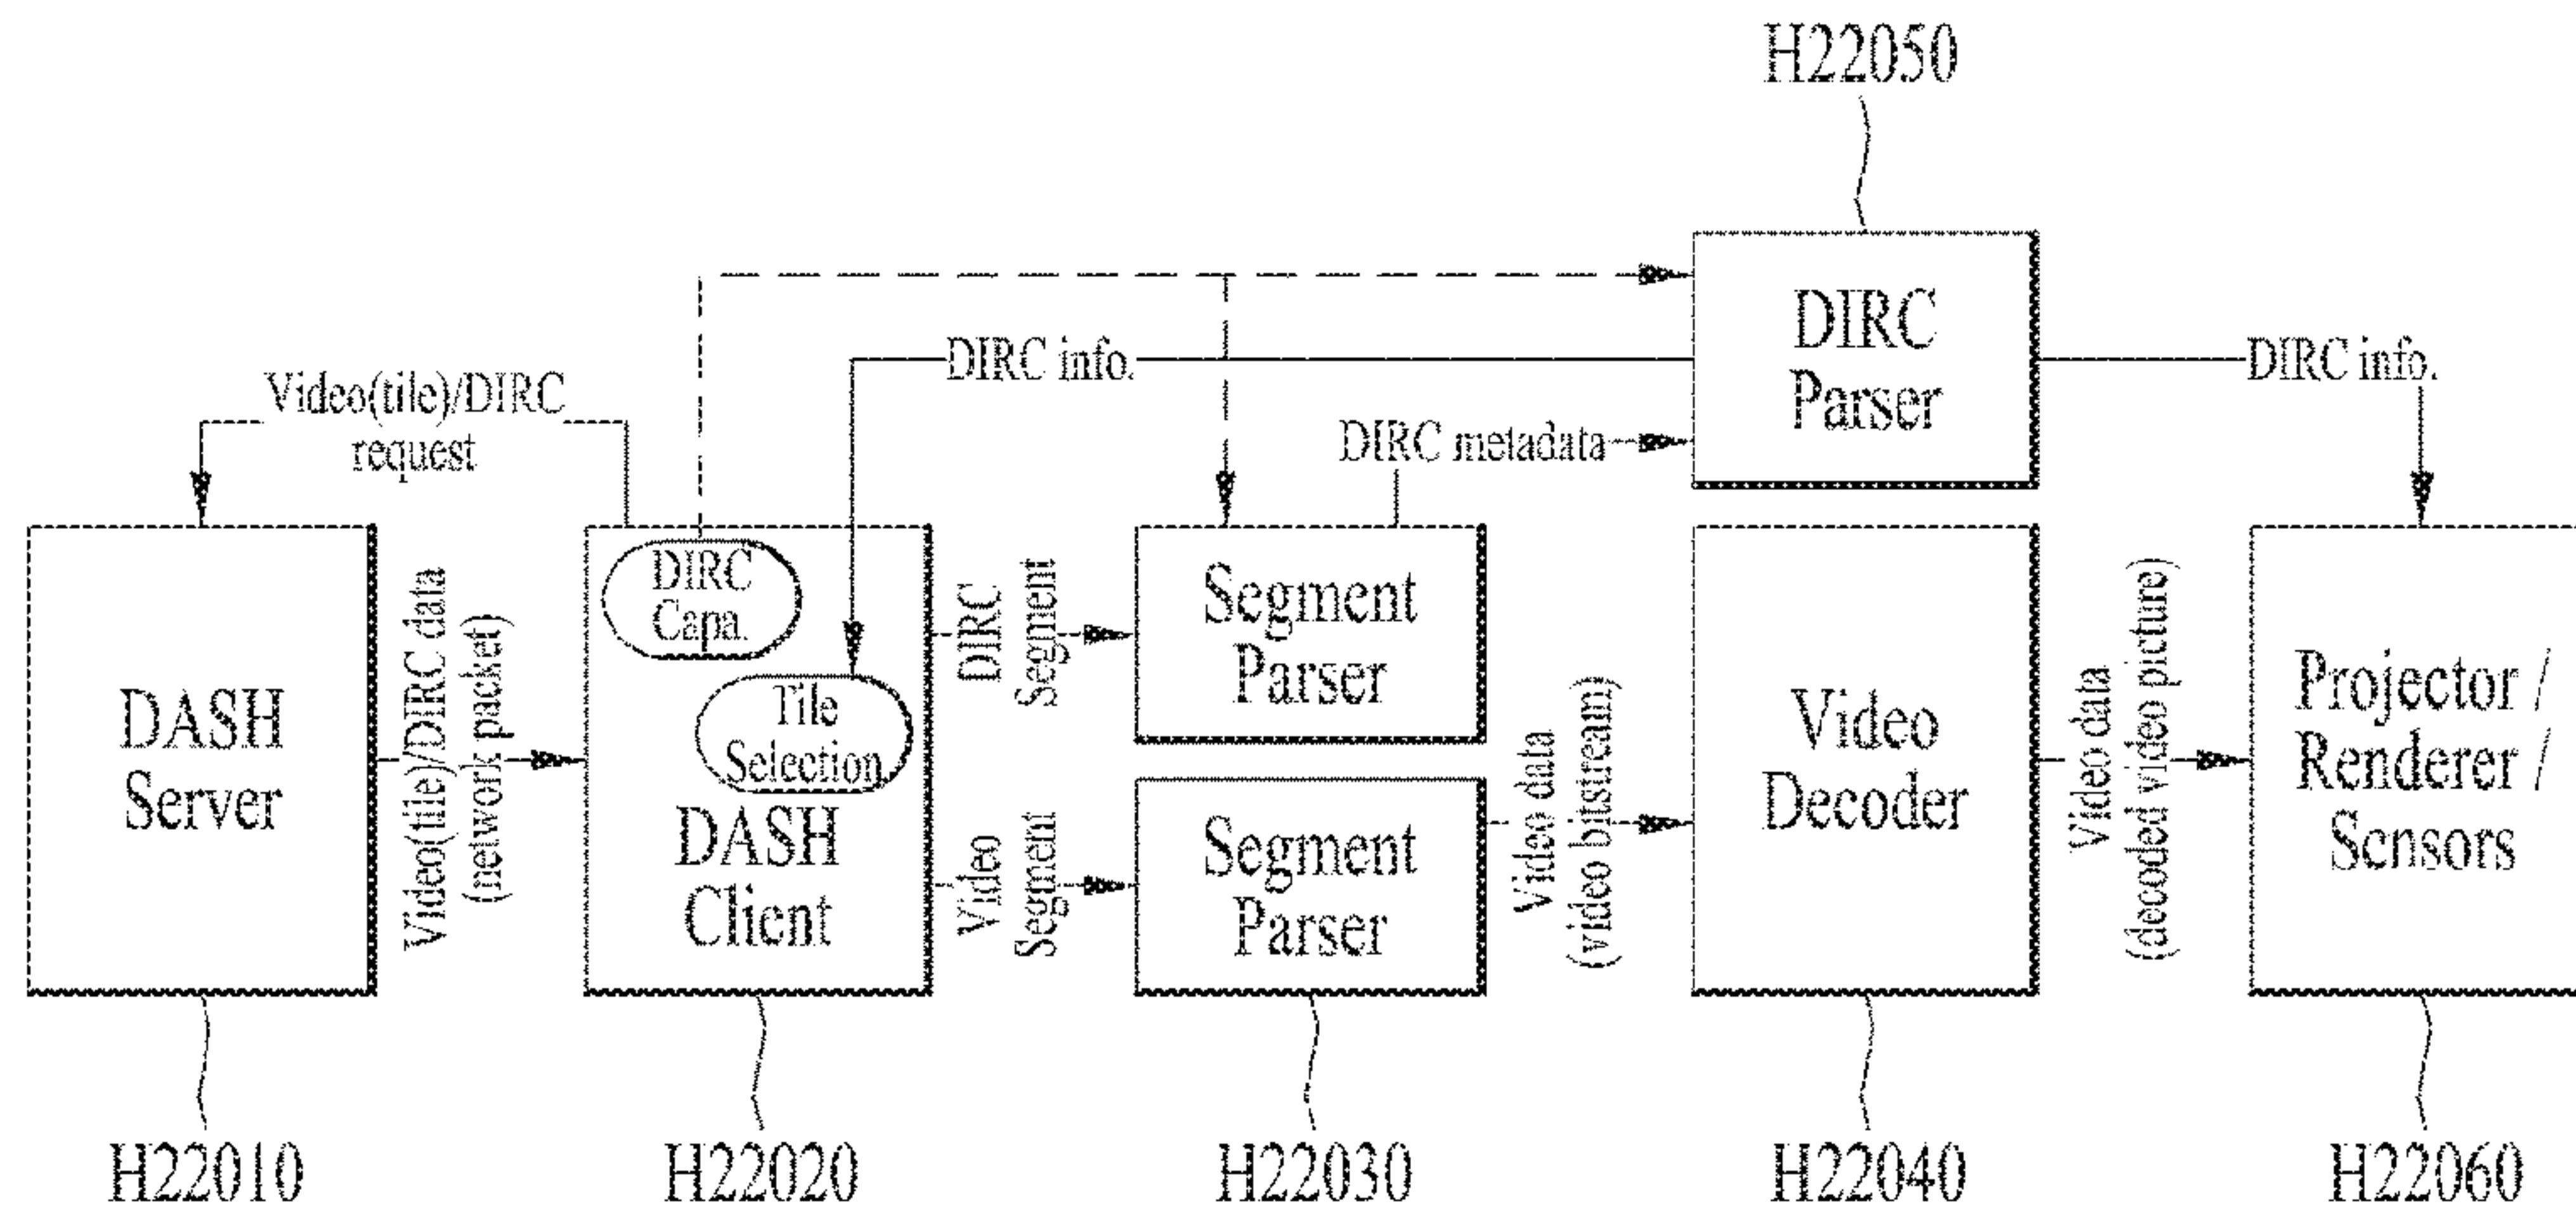 H22050
DIRC
Parser
DIRC info.
DIRC info.
Video(tile)/DIRC
request
DIRC metadata
DASH
Server
Video(tile)/DIRC data
(network packet)
DIRC
Capa.
Tile
Selection
DASH
Client
DIRC
Segment
Video
Segment
Segment
Parser
Segment
Parser
Video data
(video bitstream)
Video
Decoder
Video data
(decoded video picture)
Projector /
Renderer /
Sensors
H22010
H22020
H22030
H22040
H22060